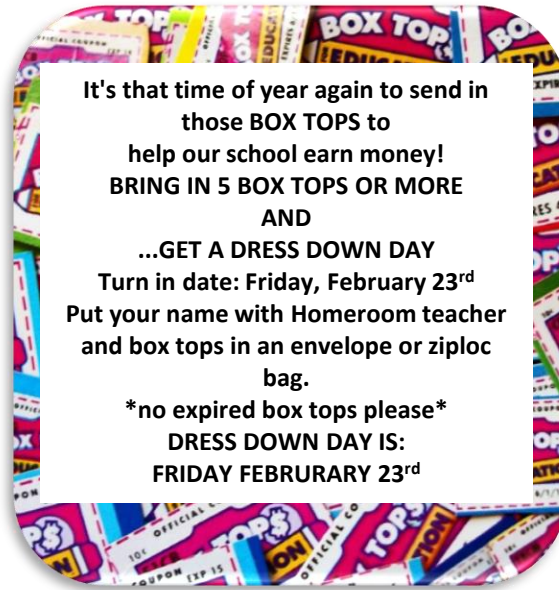 It's that time of year again to send in
those BOX TOPS to
help our school earn money!
BRING IN 5 BOX TOPS OR MORE
AND
...GET A DRESS DOWN DAY
Turn in date: Friday, February 23rd
Put your name with Homeroom teacher
and box tops in an envelope or ziploc
bag.
*no expired box tops please*
DRESS DOWN DAY IS:
FRIDAY FEBRURARY 23rd